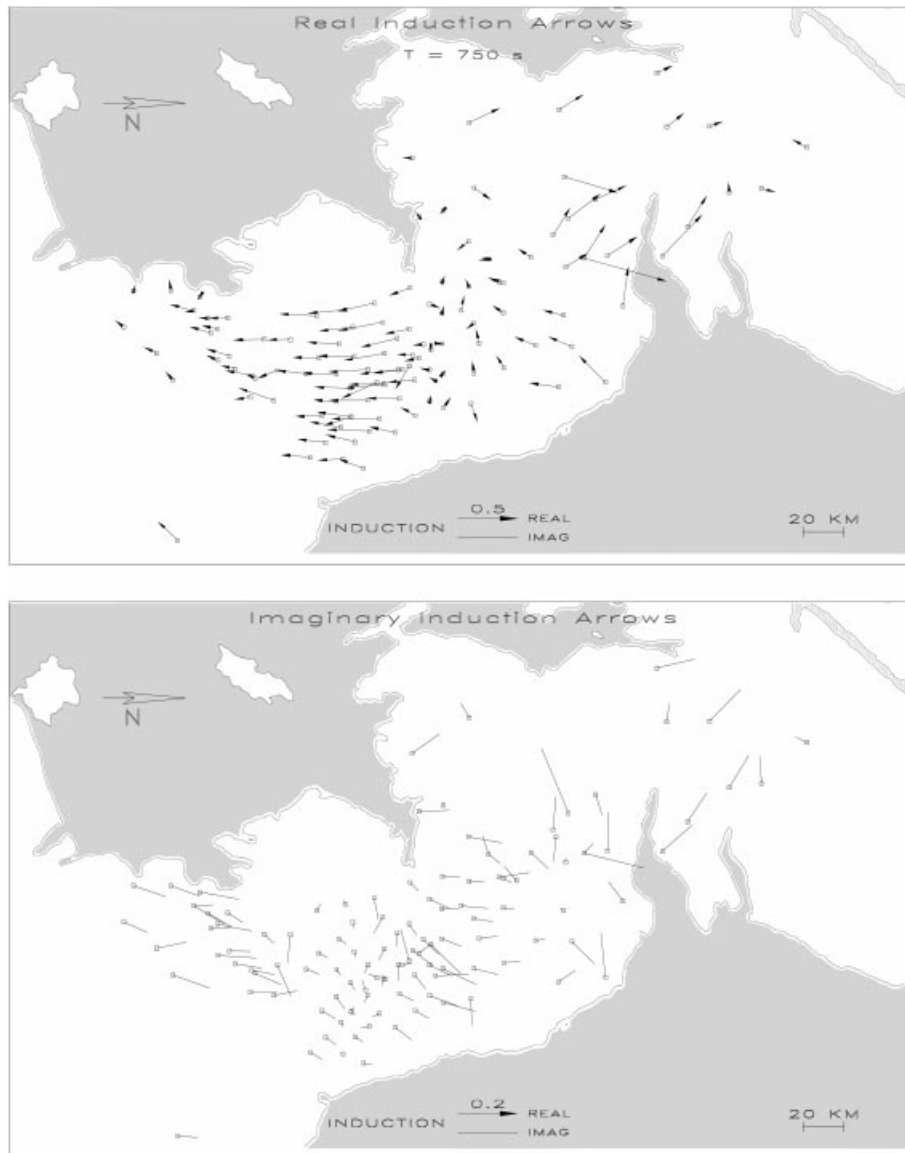 Real Induction Arrows
T = 750 s
N
0.5
INDUCTION
REAL
IMAG
20 KM
Imaginary Induction Arrows
N
0.2
INDUCTION
REAL
IMAG
20 KM